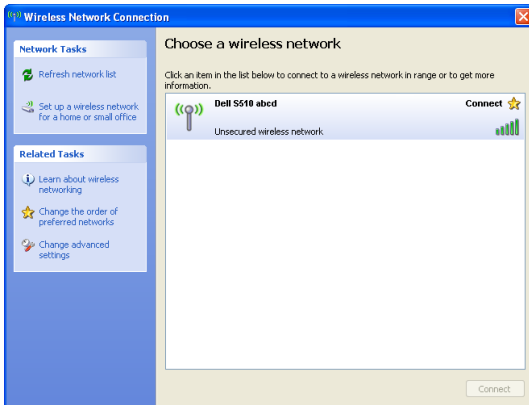 Wireless Network Connection
Network Tasks
Refresh network list
Set up a wireless network
for a home or small office
Related Tasks
Learn about wireless
networking
Change the order of
preferred networks
Change advanced
settings
Choose a wireless network
Click an item in the list below to connect to a wireless network in range or to get more
information.
Dell S510 abcd
Connect
Unsecured wireless network
Connect